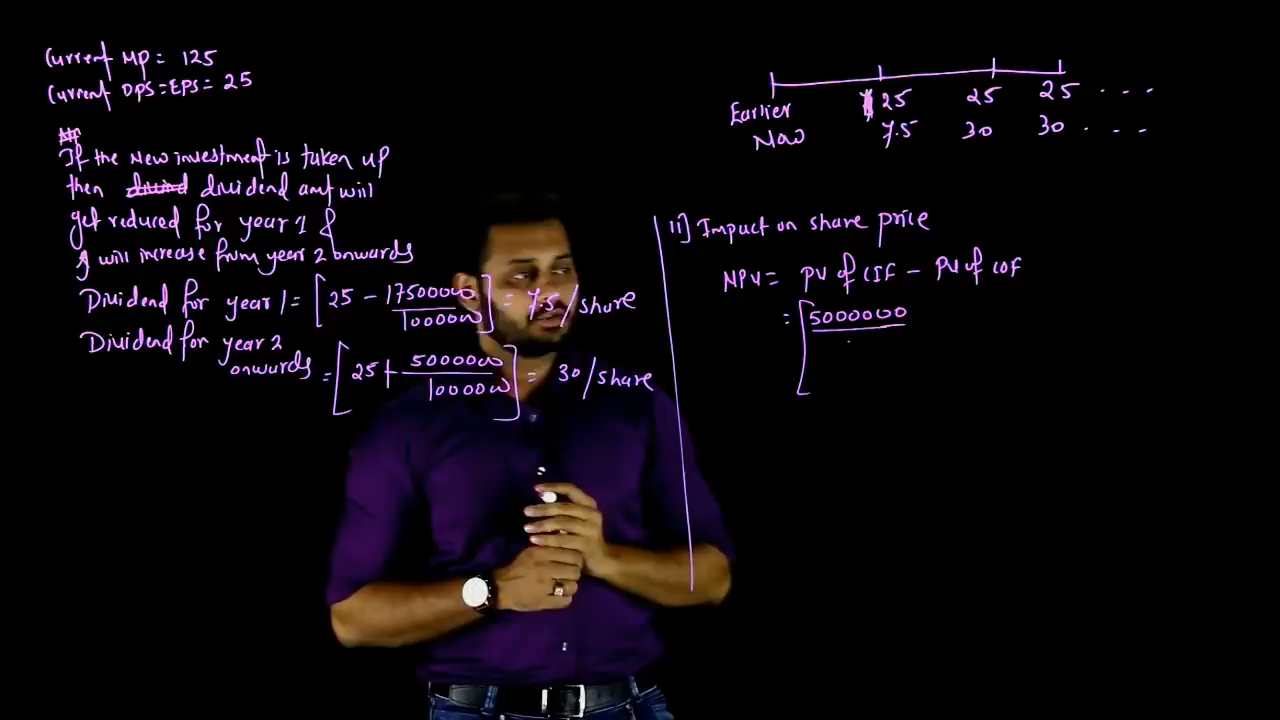 Current MP = 125
Current DPS = EPS = 25
If the New investment is taken up
then dividend amt will
get reduced for year 1 &
will increase from year 2 onwards
Dividend for year 1 = [25 - 17500000 / 1000000] = 7.5/share
Dividend for year 2
onwards = [25 + 5000000 / 1000000] = 30/share
Earlier 25 25 25 . . .
Now 7.5 30 30 . . .
ii] Impact on share price
NPV = PV of CIF - PV of COF
= [5000000